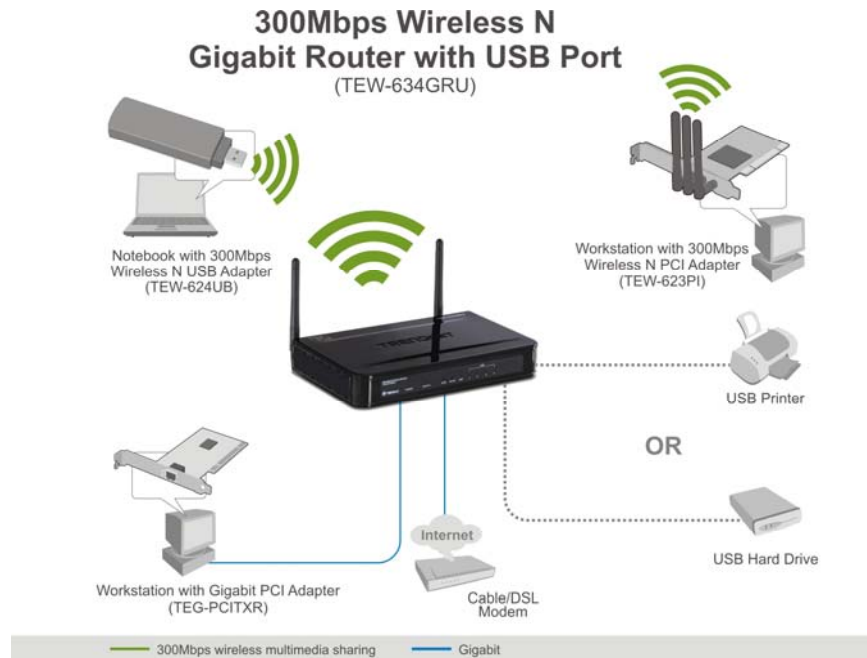 300Mbps Wireless N
Gigabit Router with USB Port
(TEW-634GRU)
Notebook with 300Mbps
Wireless N USB Adapter
(TEW-624UB)
Workstation with 300Mbps
Wireless N PCI Adapter
(TEW-623PI)
TRENDNET
USB Printer
OR
USB Hard Drive
Internet
Cable/DSL
Modem
Workstation with Gigabit PCI Adapter
(TEG-PCITXR)
300Mbps wireless multimedia sharing
Gigabit